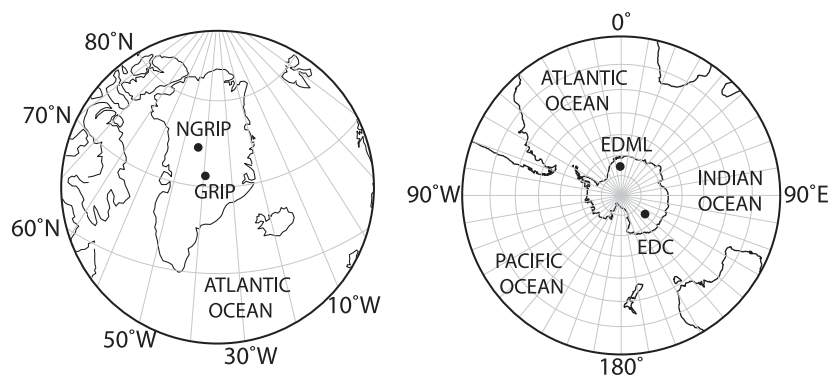 80°N
70°N
60°N
50°W
30°W
10°W
NGRIP
GRIP
ATLANTIC
OCEAN
0°
ATLANTIC
OCEAN
EDML
90°W
INDIAN
OCEAN
90°E
EDC
PACIFIC
OCEAN
180°